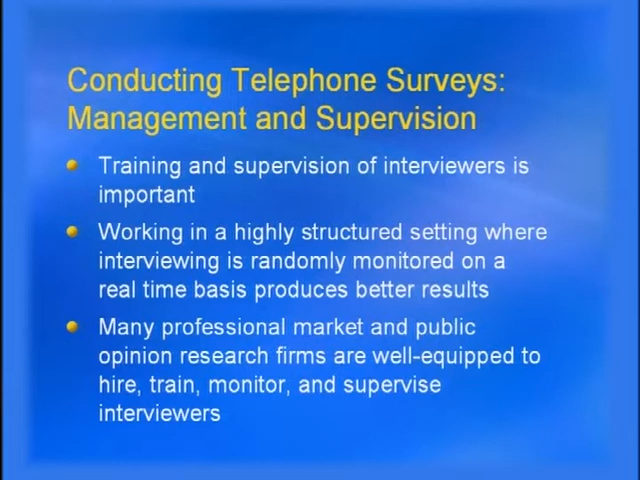 Conducting Telephone Surveys:
Management and Supervision
Training and supervision of interviewers is
important
Working in a highly structured setting where
interviewing is randomly monitored on a
real time basis produces better results
Many professional market and public
opinion research firms are well-equipped to
hire, train, monitor, and supervise
interviewers